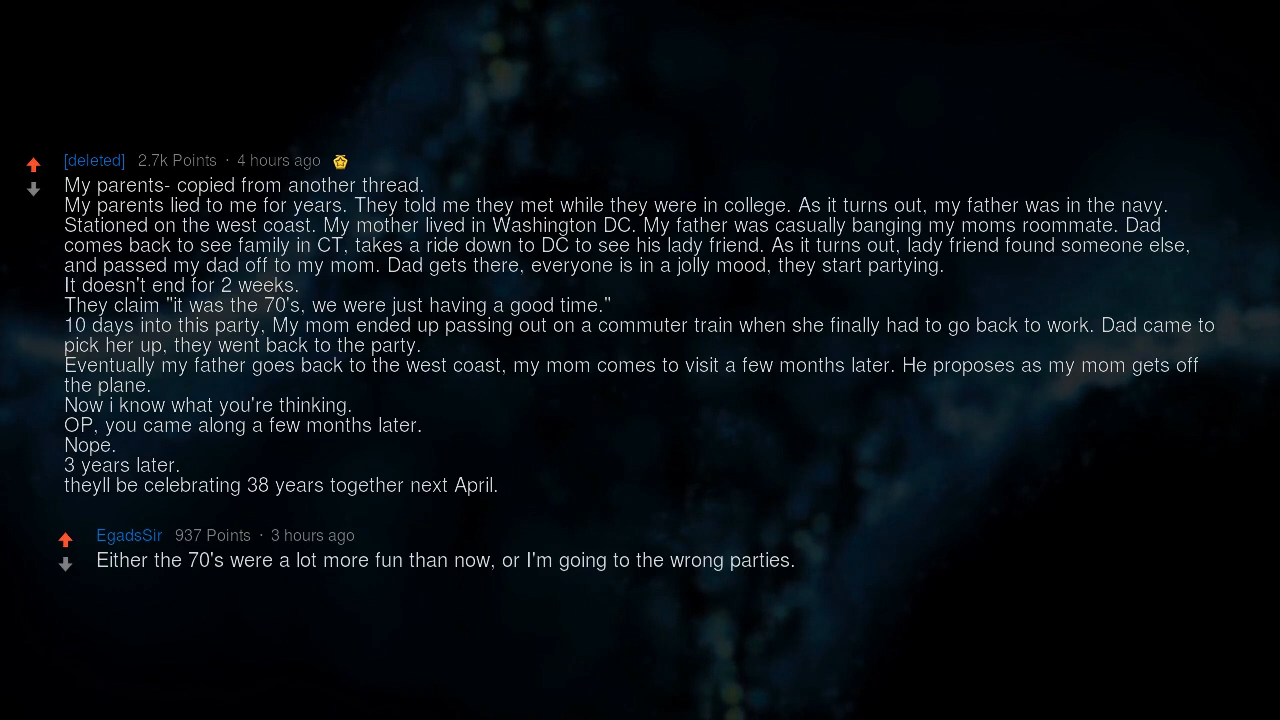 [deleted] 2.7k Points · 4 hours ago
My parents- copied from another thread.
My parents lied to me for years. They told me they met while they were in college. As it turns out, my father was in the navy.
Stationed on the west coast. My mother lived in Washington DC. My father was casually banging my moms roommate. Dad
comes back to see family in CT, takes a ride down to DC to see his lady friend. As it turns out, lady friend found someone else,
and passed my dad off to my mom. Dad gets there, everyone is in a jolly mood, they start partying.
It doesn't end for 2 weeks.
They claim "it was the 70's, we were just having a good time."
10 days into this party, My mom ended up passing out on a commuter train when she finally had to go back to work. Dad came to
pick her up, they went back to the party.
Eventually my father goes back to the west coast, my mom comes to visit a few months later. He proposes as my mom gets off
the plane.
Now i know what you're thinking.
OP, you came along a few months later.
Nope.
3 years later.
theyll be celebrating 38 years together next April.
EgadsSir 937 Points · 3 hours ago
Either the 70's were a lot more fun than now, or I'm going to the wrong parties.